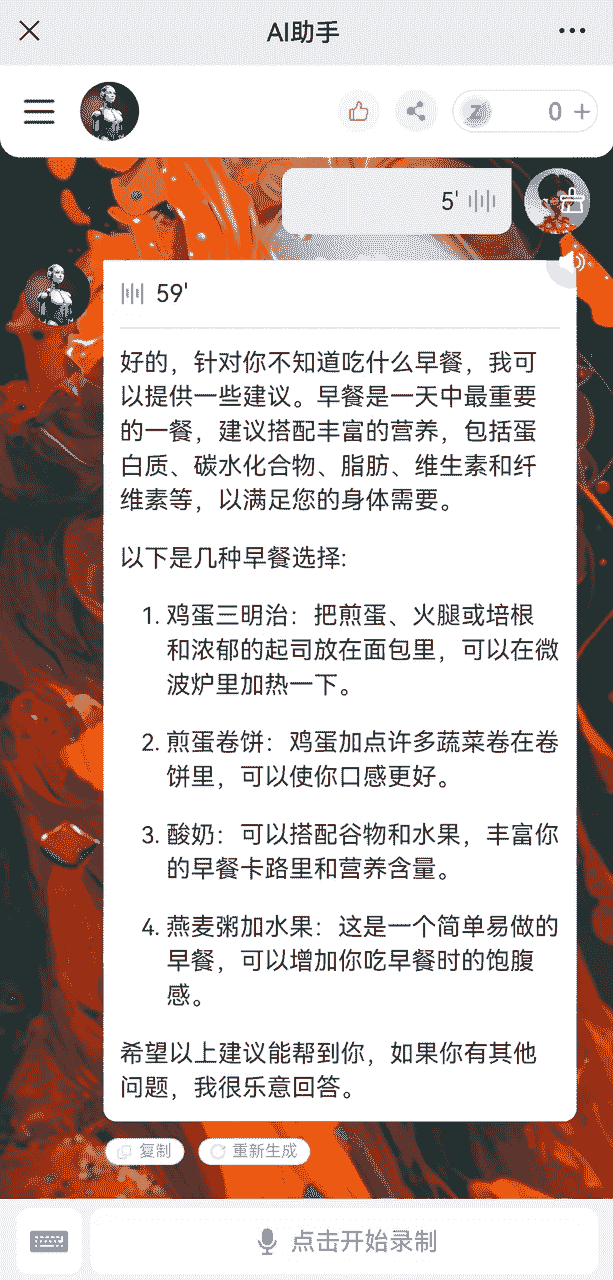 AI助手
0 +
5'
59'
好的，针对你不知道吃什么早餐，我可
以提供一些建议。早餐是一天中最重要
的一餐，建议搭配丰富的营养，包括蛋
白质、碳水化合物、脂肪、维生素和纤
维素等，以满足您的身体需要。
以下是几种早餐选择:
1. 鸡蛋三明治：把煎蛋、火腿或培根
和浓郁的起司放在面包里，可以在微
波炉里加热一下。
2. 煎蛋卷饼：鸡蛋加点许多蔬菜卷在卷
饼里，可以使你口感更好。
3. 酸奶：可以搭配谷物和水果，丰富你
的早餐卡路里和营养含量。
4. 燕麦粥加水果：这是一个简单易做的
早餐，可以增加你吃早餐时的饱腹
感。
希望以上建议能帮到你，如果你有其他
问题，我很乐意回答。
复制 重新生成
点击开始录制